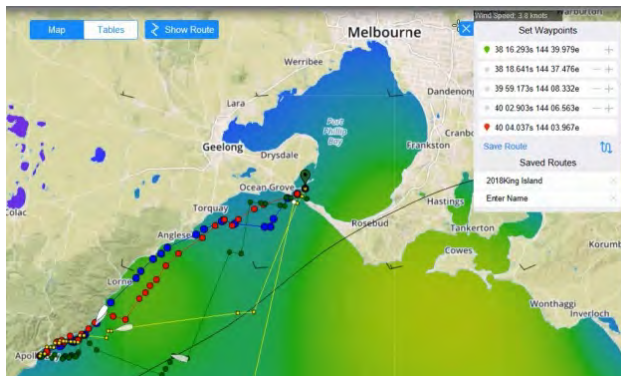 Map
Tables
Show Route
Melbourne
Wind Speed: 3.8 knots
Warburton
Set Waypoints
38 16.293s 144 39.979e
38 18.641s 144 37.476e
39 59.173s 144 08.332e
40 02.903s 144 06.563e
40 04.037s 144 03.967e
Save Route
Saved Routes
2018King Island
Enter Name
Werribee
Dandenong
Lara
Port
Phillip
Bay
Cranbo
Geelong
Frankston
Drysdale
Ocean Grove
Colac
Torquay
Hastings
Rosebud
Tankerton
Anglesea
Cowes
Korumb
Lorne
Wonthaggi
Inverloch
Apoll